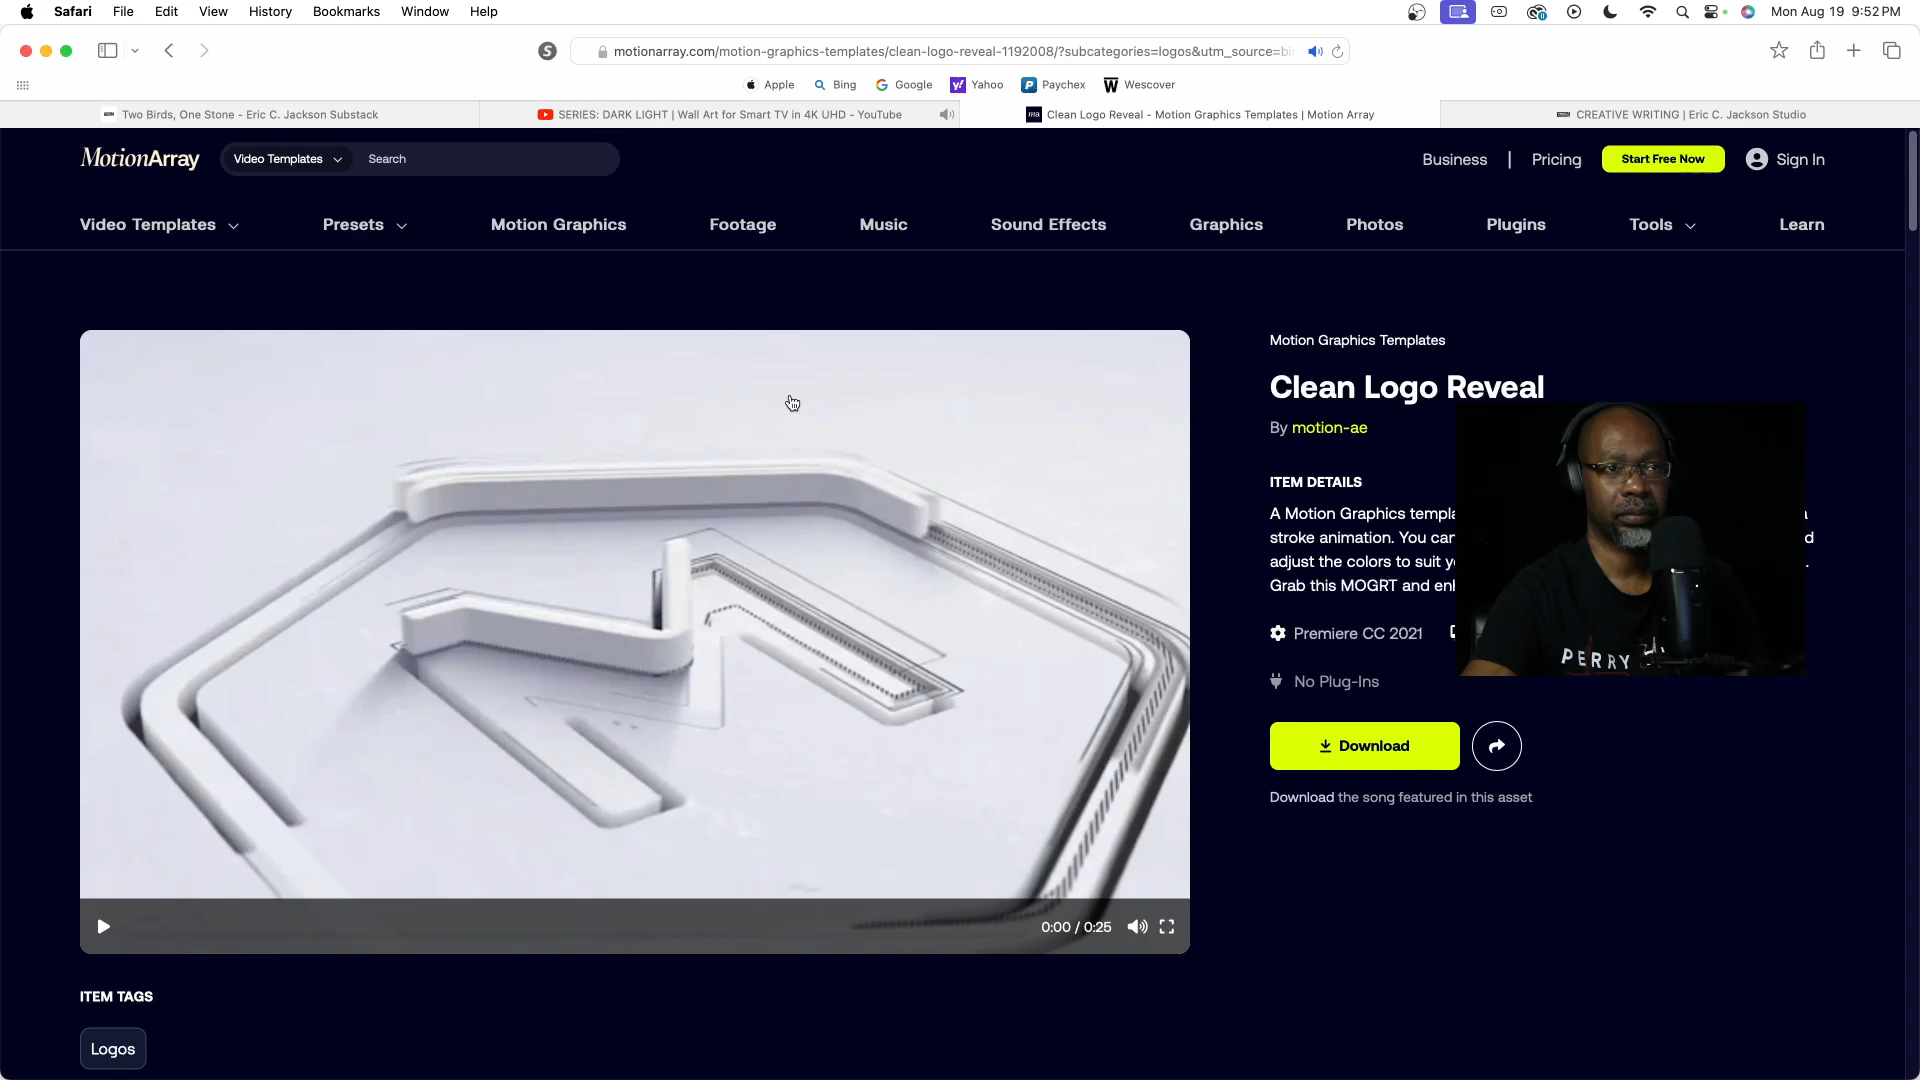 Safari File Edit View History Bookmarks Window Help Mon Aug 19 9:52 PM
motionarray.com/motion-graphics-templates/clean-logo-reveal-1192008/?subcategories=logos&utm_source=bi
Apple Bing Google Yahoo Paychex Wescover
Two Birds, One Stone - Eric C. Jackson Substack
SERIES: DARK LIGHT | Wall Art for Smart TV in 4K UHD - YouTube
Clean Logo Reveal - Motion Graphics Templates | Motion Array
CREATIVE WRITING | Eric C. Jackson Studio
MotionArray Video Templates Search Business | Pricing Start Free Now Sign In
Video Templates Presets Motion Graphics Footage Music Sound Effects Graphics Photos Plugins Tools Learn
Motion Graphics Templates
Clean Logo Reveal
By motion-ae
ITEM DETAILS
A Motion Graphics templa
stroke animation. You can
adjust the colors to suit y
Grab this MOGRT and enh
PERRY
Premiere CC 2021
No Plug-Ins
Download
Download the song featured in this asset
0:00 / 0:25
ITEM TAGS
Logos